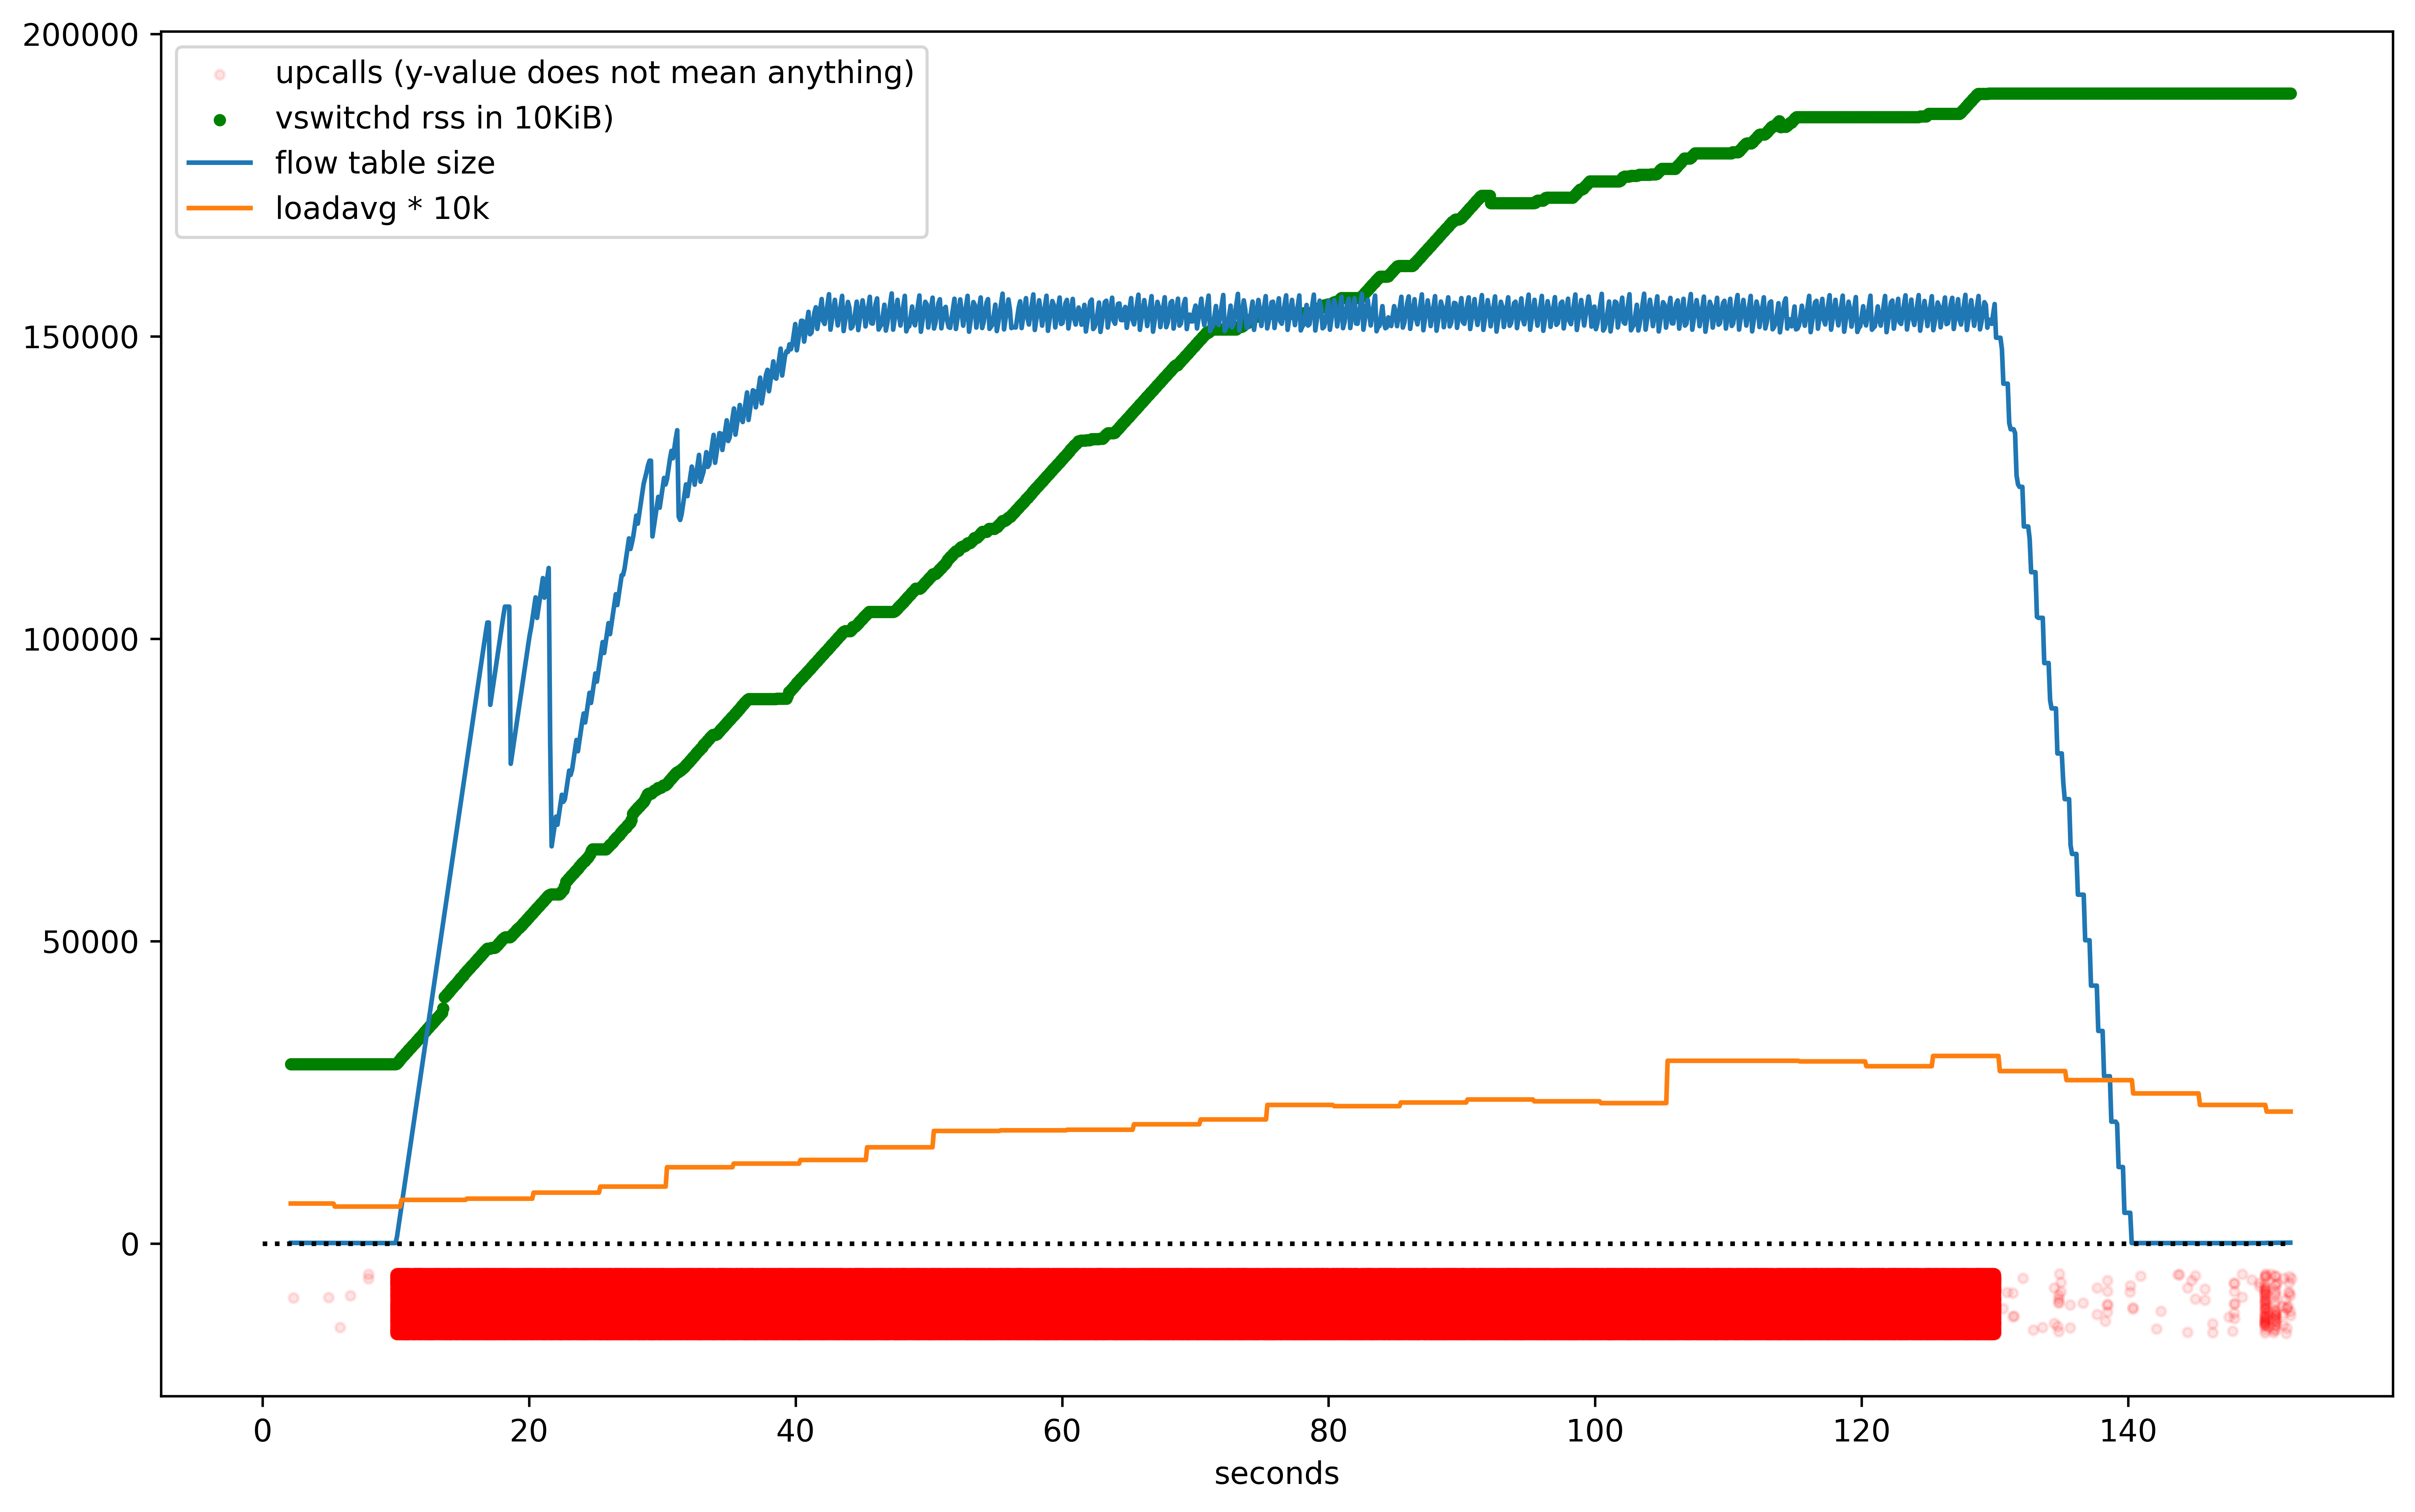 200000
150000
100000
50000
0
upcalls (y-value does not mean anything)
vswitchd rss in 10KiB)
flow table size
loadavg * 10k
0 20 40 60 80 100 120 140
seconds